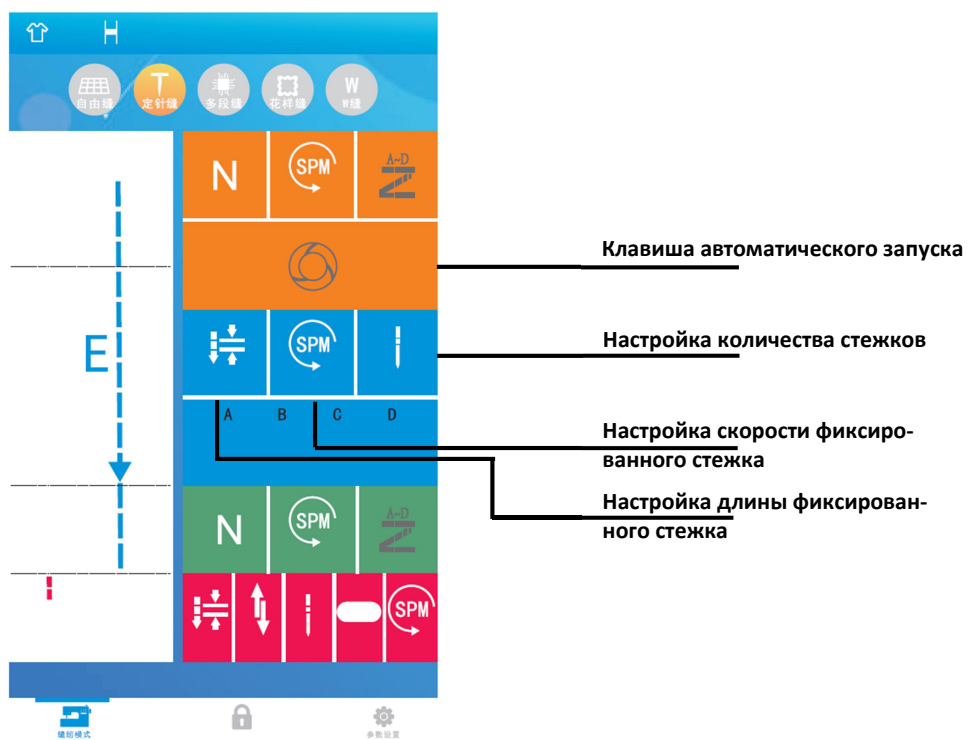 自由缝
T
定针缝
多段缝
花样缝
W
W缝
N
SPM
A~D
Клавиша автоматического запуска
E
SPM
Настройка количества стежков
A B C D
Настройка скорости фиксиро-
ванного стежка
Настройка длины фиксирован-
ного стежка
N
SPM
A~D
SPM
缝纫模式
参数设置